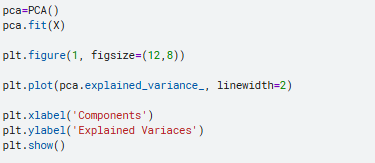 pca=PCA()
pca.fit(X)
plt.figure(1, figsize=(12,8))
plt.plot(pca.explained_variance_, linewidth=2)
plt.xlabel('Components')
plt.ylabel('Explained Variaces')
plt.show()